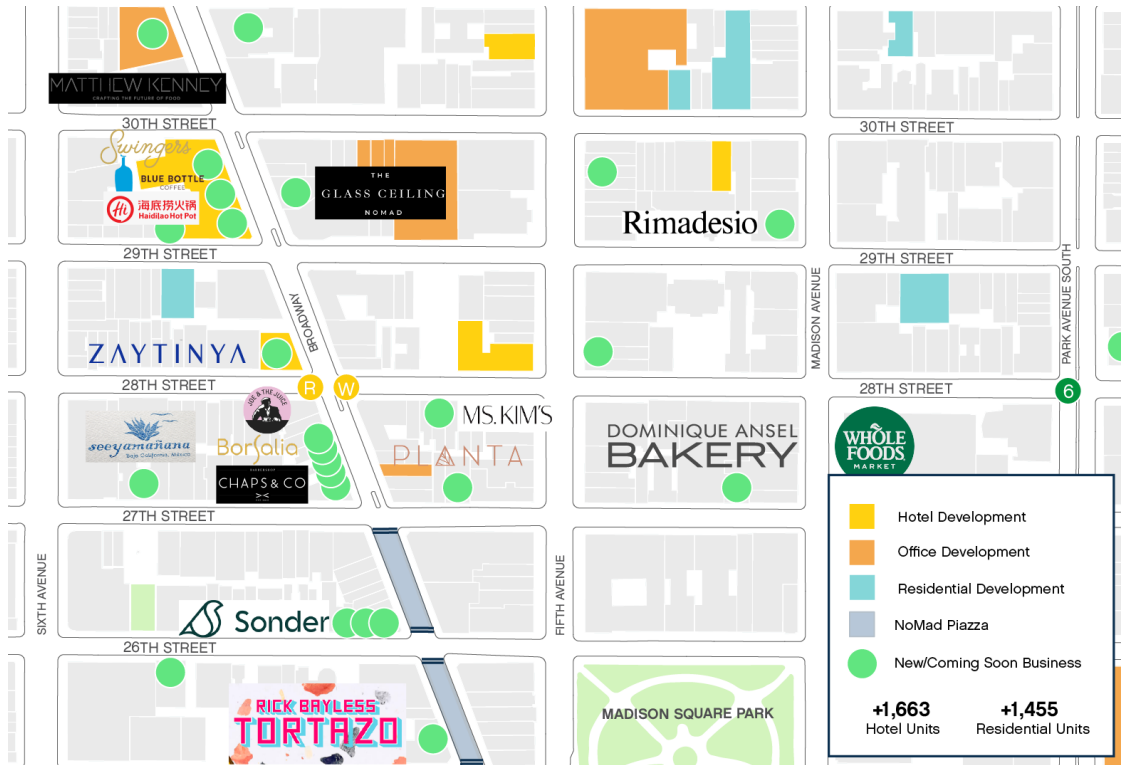 MATTHEW KENNEY
CRAFTING THE FUTURE OF FOOD
30TH STREET
30TH STREET
Swingers
BLUE BOTTLE
COFFEE
Hi
海底捞火锅
Haidilao Hot Pot
THE
GLASS CEILING
NOMAD
Rimadesio
29TH STREET
29TH STREET
BROADWAY
MADISON AVENUE
PARK AVENUE SOUTH
ZAYTINYA
28TH STREET
R
W
28TH STREET
6
JOE & THE JUICE
seeyamañana
Baja California, México
Borsalia
BARBERSHOP
CHAPS & CO
MS. KIM'S
PLANTA
DOMINIQUE ANSEL
BAKERY
WHOLE
FOODS
MARKET
27TH STREET
SIXTH AVENUE
FIFTH AVENUE
Sonder
26TH STREET
RICK BAYLESS
TORTAZO
MADISON SQUARE PARK
Hotel Development
Office Development
Residential Development
NoMad Piazza
New/Coming Soon Business
+1,663
Hotel Units
+1,455
Residential Units